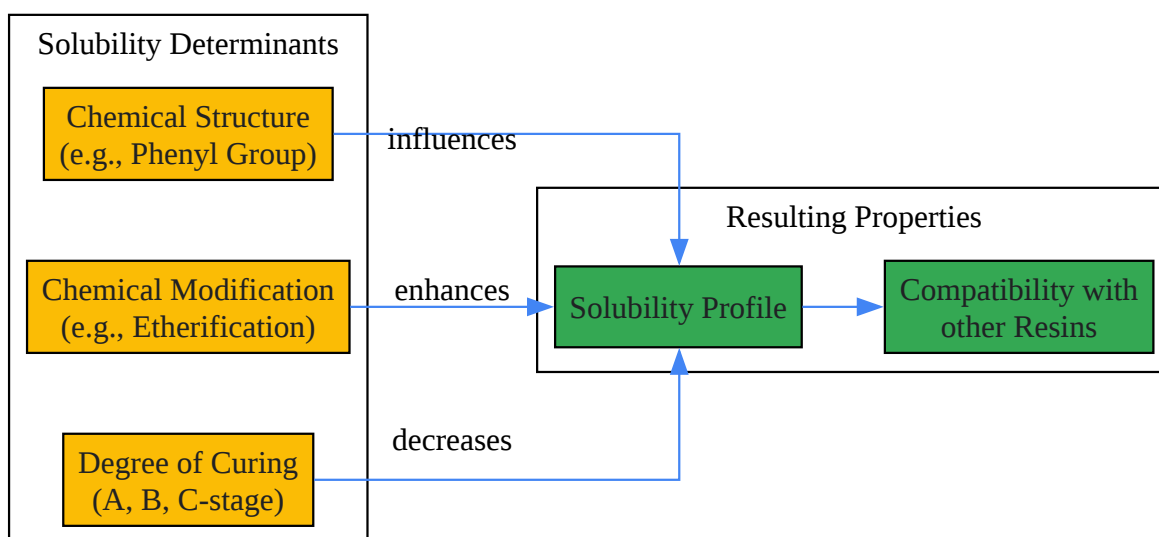 Solubility Determinants
Chemical Structure
(e.g., Phenyl Group)
influences
Resulting Properties
Chemical Modification
(e.g., Etherification)
enhances
Solubility Profile
Compatibility with
other Resins
decreases
Degree of Curing
(A, B, C-stage)